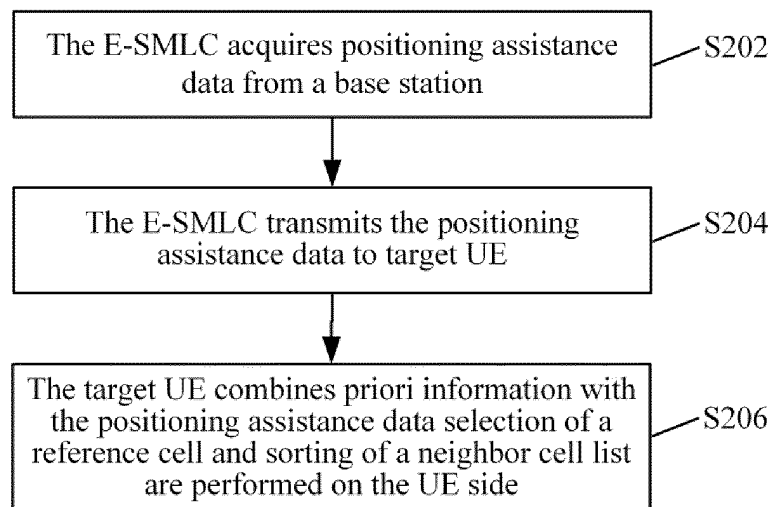 The E-SMLC acquires positioning assistance
data from a base station
S202
The E-SMLC transmits the positioning
assistance data to target UE
S204
The target UE combines priori information with
the positioning assistance data selection of a
reference cell and sorting of a neighbor cell list
are performed on the UE side
S206